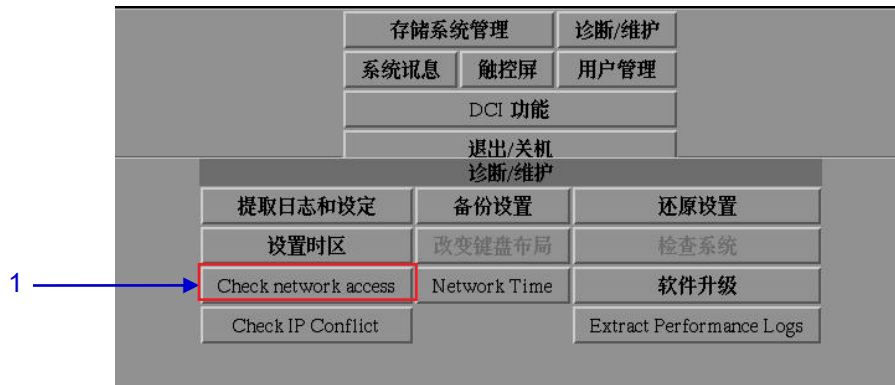 存储系统管理 诊断/维护
系统讯息 触控屏 用户管理
DCI 功能
退出/关机
诊断/维护
提取日志和设定 备份设置 还原设置
设置时区 改变键盘布局 检查系统
1 Check network access Network Time 软件升级
Check IP Conflict Extract Performance Logs